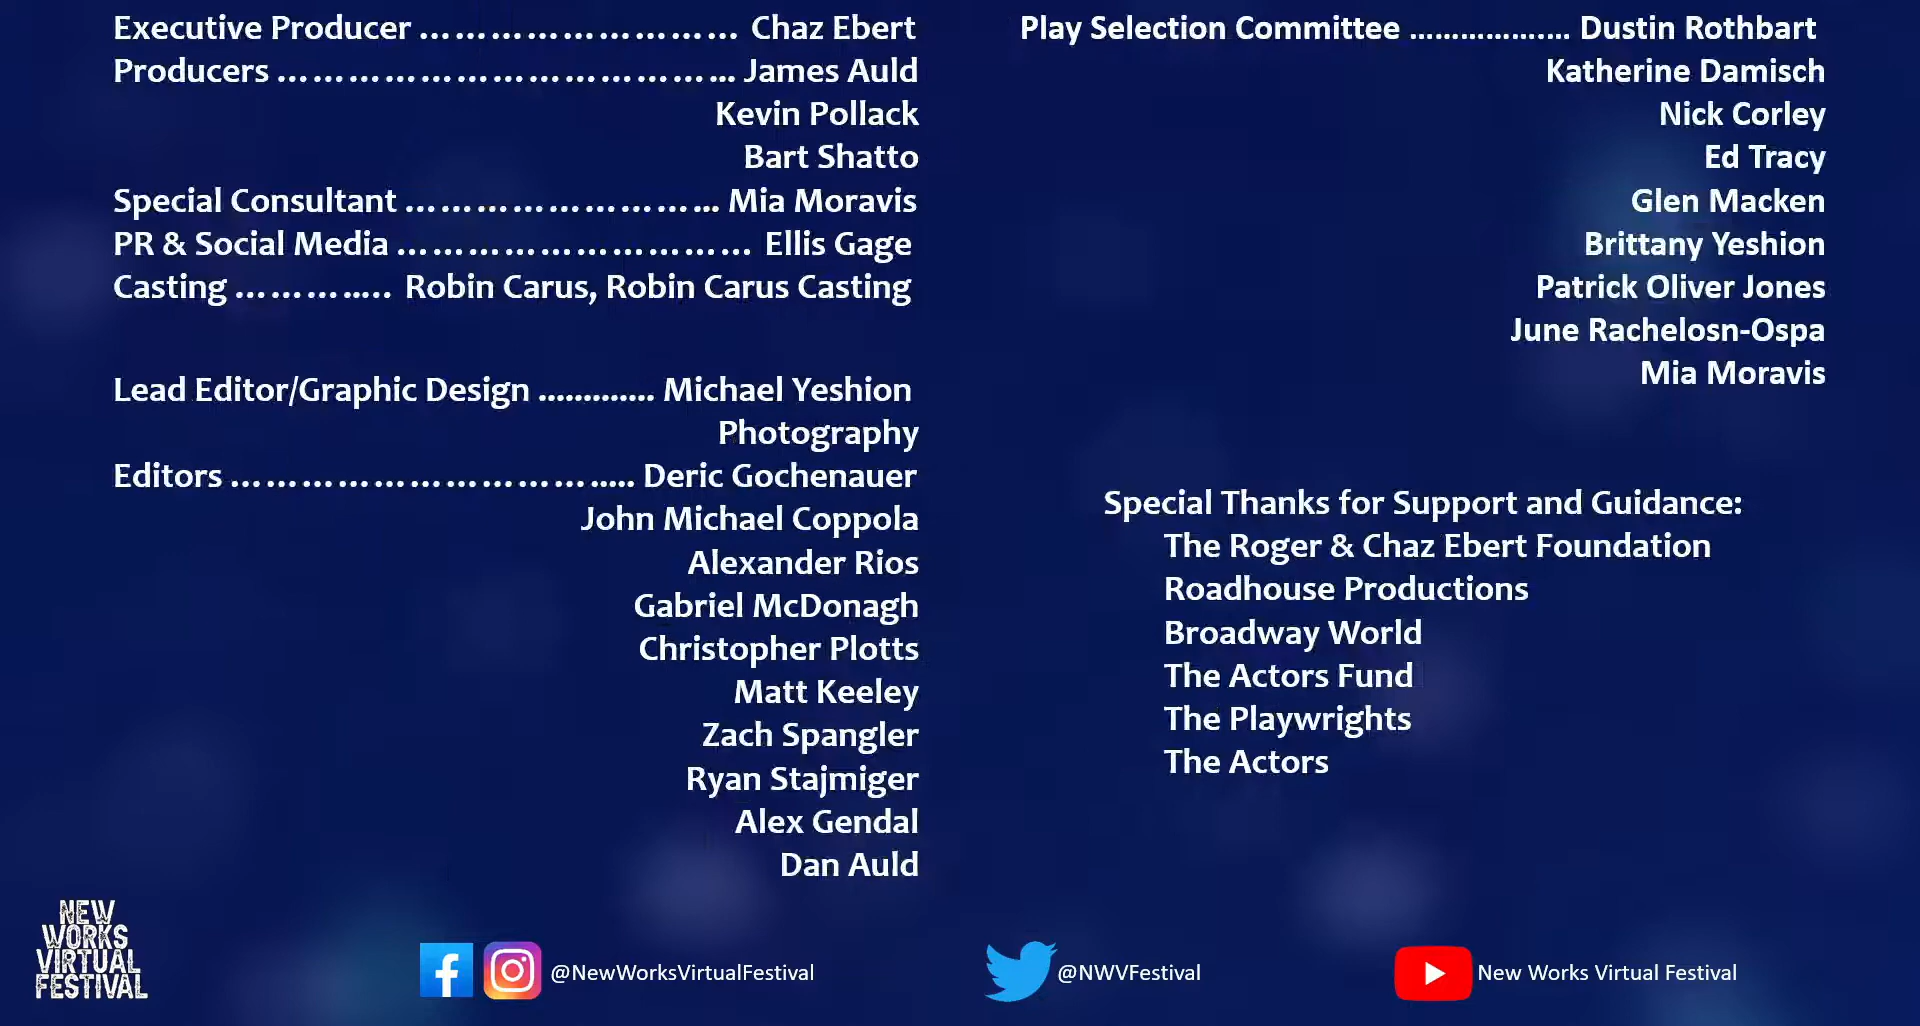 Executive Producer ........................... Chaz Ebert
Producers ...................................... James Auld
Kevin Pollack
Bart Shatto
Special Consultant ........................... Mia Moravis
PR & Social Media .............................. Ellis Gage
Casting .............. Robin Carus, Robin Carus Casting
Lead Editor/Graphic Design ............. Michael Yeshion
Photography
Editors ................................... Deric Gochenauer
John Michael Coppola
Alexander Rios
Gabriel McDonagh
Christopher Plotts
Matt Keeley
Zach Spangler
Ryan Stajmiger
Alex Gendal
Dan Auld
Play Selection Committee ................... Dustin Rothbart
Katherine Damisch
Nick Corley
Ed Tracy
Glen Macken
Brittany Yeshion
Patrick Oliver Jones
June Rachelosn-Ospa
Mia Moravis
Special Thanks for Support and Guidance:
The Roger & Chaz Ebert Foundation
Roadhouse Productions
Broadway World
The Actors Fund
The Playwrights
The Actors
NEW
WORKS
VIRTUAL
FESTIVAL
@NewWorksVirtualFestival
@NWVFestival
New Works Virtual Festival